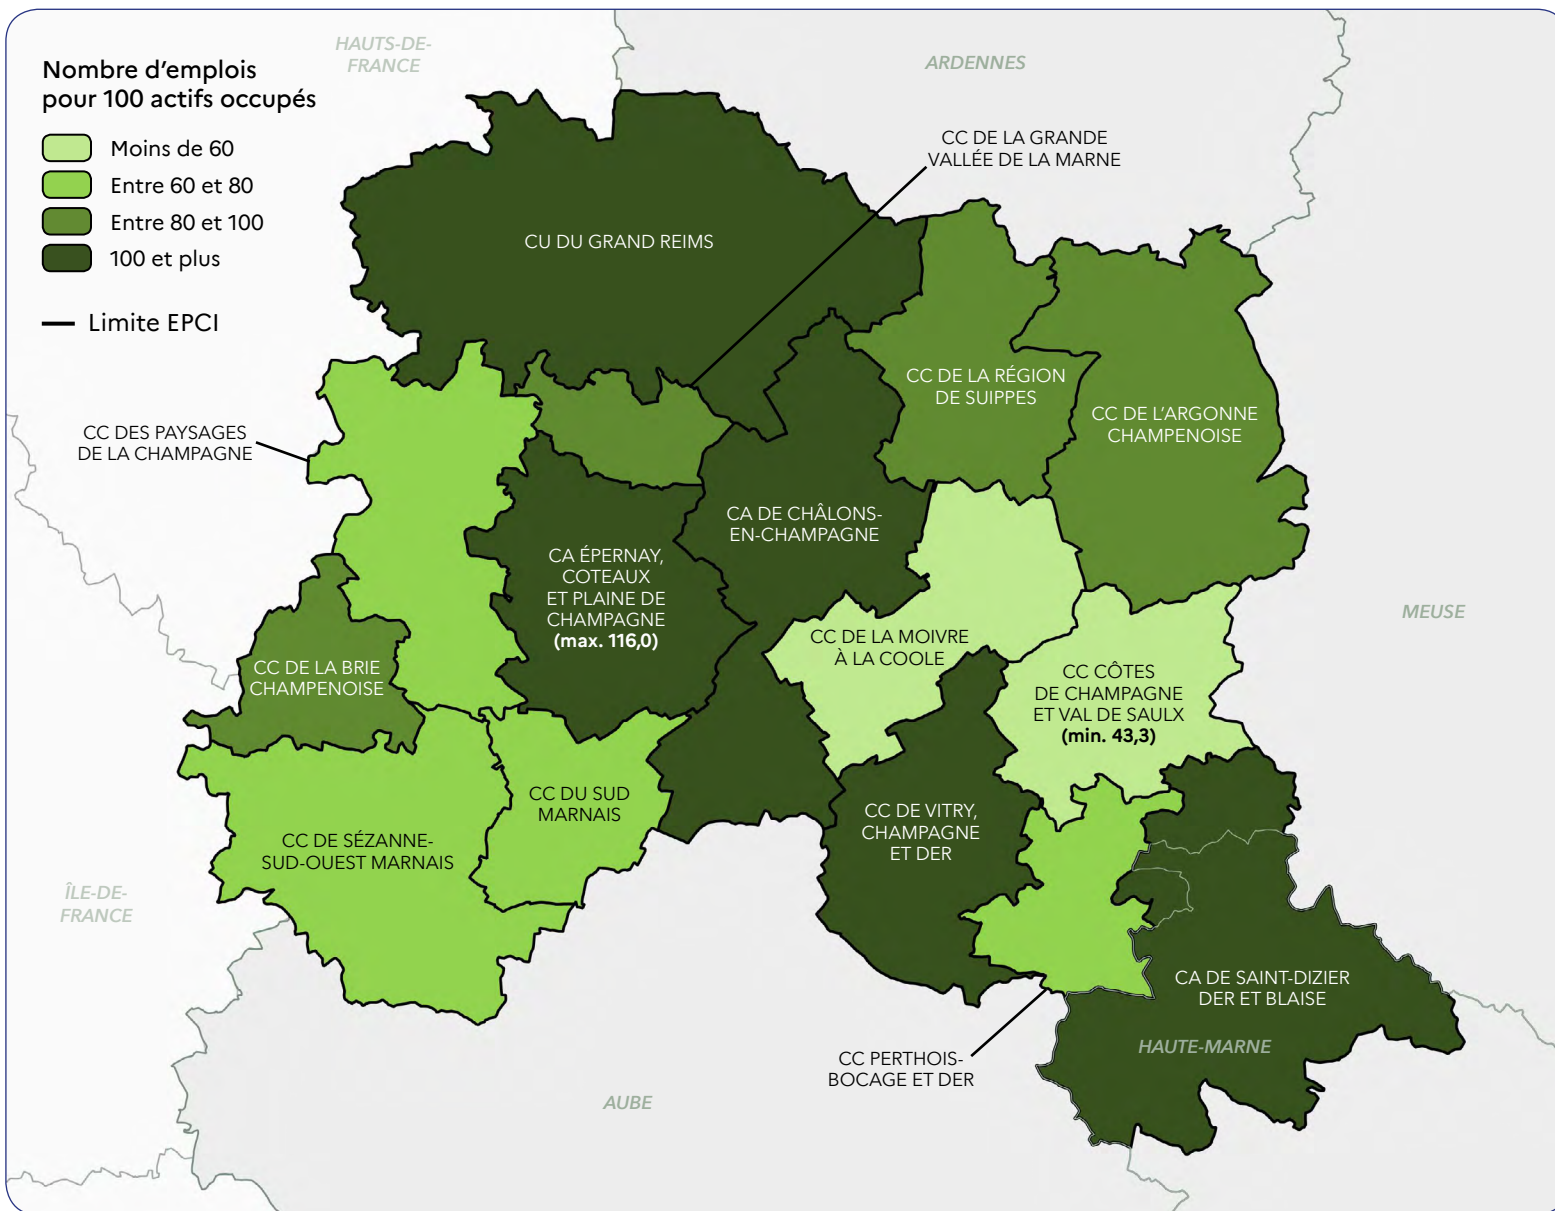 Nombre d'emplois
pour 100 actifs occupés
Moins de 60
Entre 60 et 80
Entre 80 et 100
100 et plus
Limite EPCI
HAUTS-DE-
FRANCE
ARDENNES
CC DE LA GRANDE
VALLÉE DE LA MARNE
CU DU GRAND REIMS
CC DE LA RÉGION
DE SUIPPES
CC DE L'ARGONNE
CHAMPENOISE
CC DES PAYSAGES
DE LA CHAMPAGNE
CA DE CHÂLONS-
EN-CHAMPAGNE
CA ÉPERNAY,
COTEAUX
ET PLAINE DE
CHAMPAGNE
(max. 116,0)
MEUSE
CC DE LA MOIVRE
À LA COOLE
CC DE LA BRIE
CHAMPENOISE
CC CÔTES
DE CHAMPAGNE
ET VAL DE SAULX
(min. 43,3)
CC DU SUD
MARNAIS
CC DE VITRY,
CHAMPAGNE
ET DER
CC DE SÉZANNE-
SUD-OUEST MARNAIS
ÎLE-DE-
FRANCE
CA DE SAINT-DIZIER
DER ET BLAISE
HAUTE-MARNE
CC PERTHOIS-
BOCAGE ET DER
AUBE